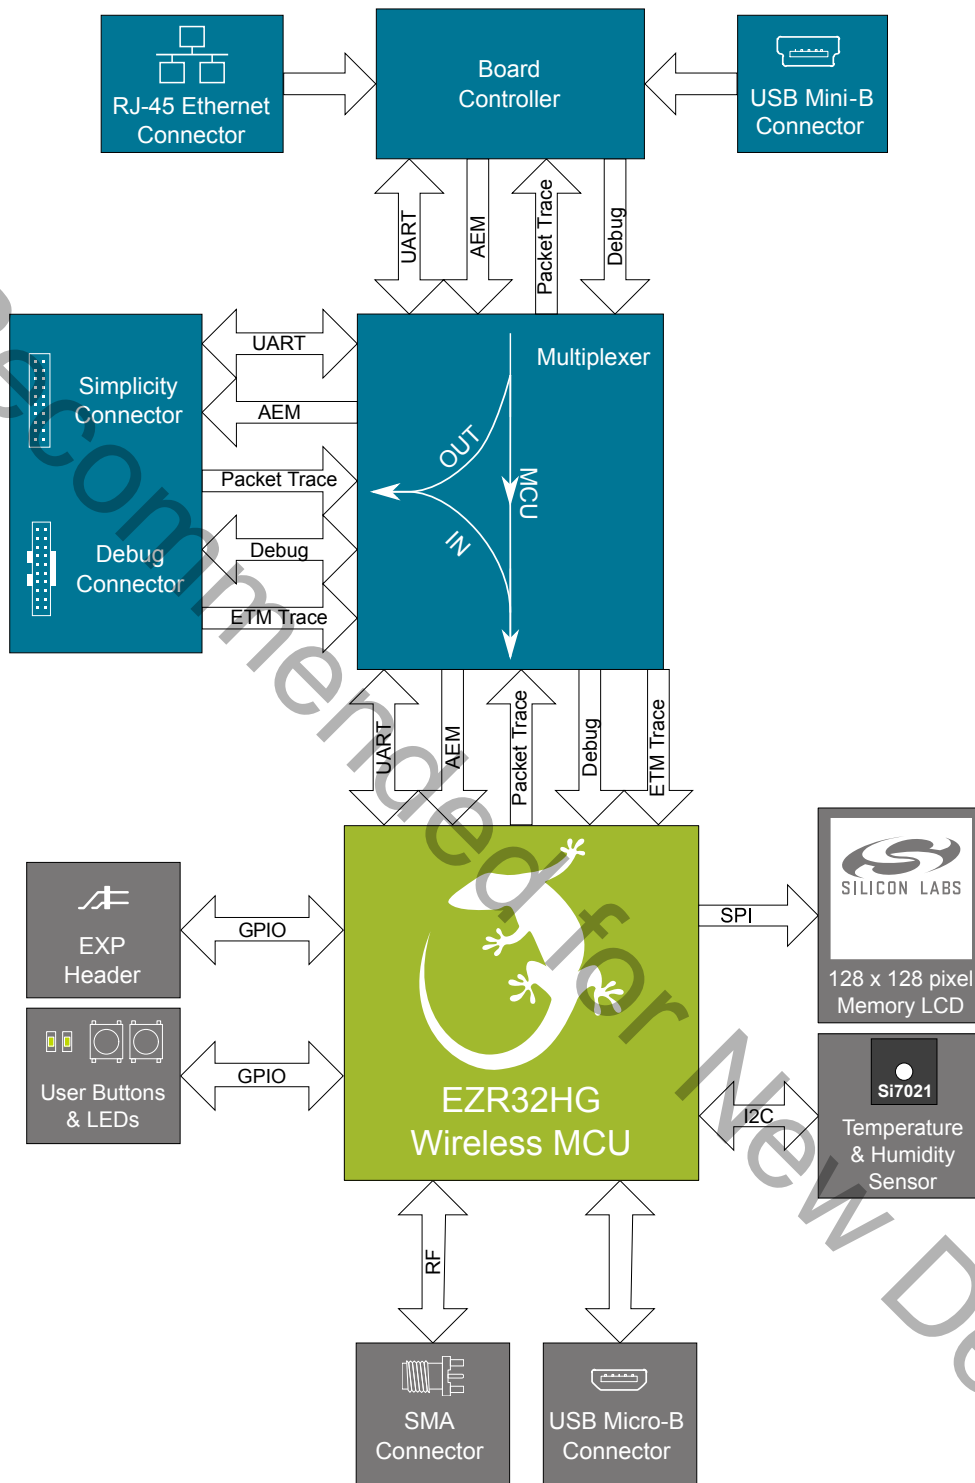 RJ-45 Ethernet
Connector
Board
Controller
USB Mini-B
Connector
UART
AEM
Packet Trace
Debug
Simplicity
Connector
Debug
Connector
UART
AEM
Packet Trace
Debug
ETM Trace
Multiplexer
OUT
MCU
IN
UART
AEM
Packet Trace
Debug
ETM Trace
EXP
Header
GPIO
User Buttons
& LEDs
GPIO
EZR32HG
Wireless MCU
SPI
SILICON LABS
128 x 128 pixel
Memory LCD
I2C
Si7021
Temperature
& Humidity
Sensor
RF
SMA
Connector
USB Micro-B
Connector
Recommended for New De